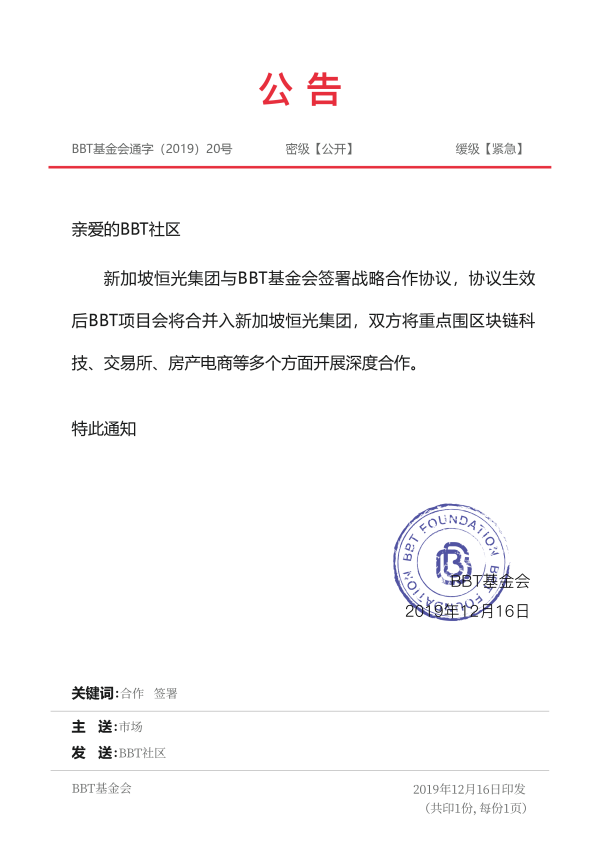 公 告
BBT基金会通字（2019）20号 密级【公开】 缓级【紧急】
亲爱的BBT社区
新加坡恒光集团与BBT基金会签署战略合作协议，协议生效
后BBT项目会将合并入新加坡恒光集团，双方将重点围区块链科
技、交易所、房产电商等多个方面开展深度合作。
特此通知
BBT FOUNDATION BBT FOUNDATION
BBT基金会
2019年12月16日
关键词:合作 签署
主 送:市场
发 送:BBT社区
BBT基金会 2019年12月16日印发
（共印1份, 每份1页）